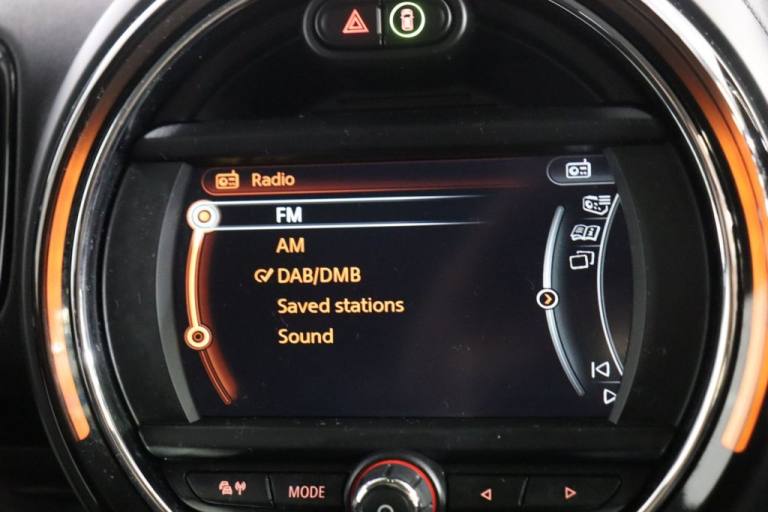 Radio
FM
AM
DAB/DMB
Saved stations
Sound
MODE